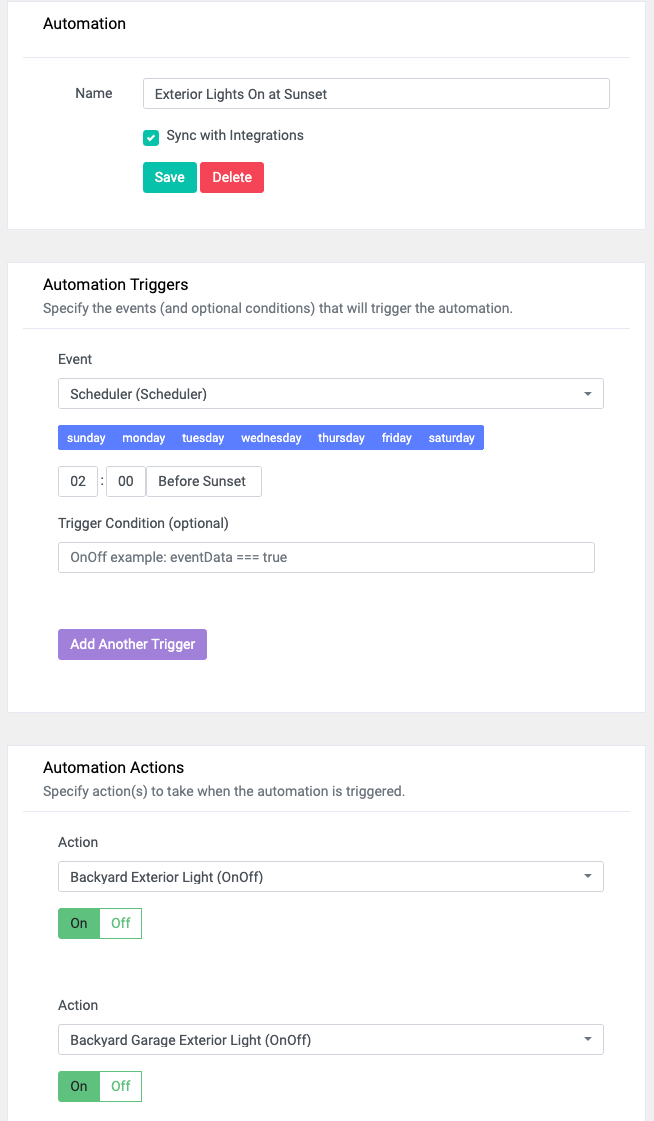 Automation
Name Exterior Lights On at Sunset
Sync with Integrations
Save Delete
Automation Triggers
Specify the events (and optional conditions) that will trigger the automation.
Event
Scheduler (Scheduler)
sunday monday tuesday wednesday thursday friday saturday
02 : 00 Before Sunset
Trigger Condition (optional)
OnOff example: eventData === true
Add Another Trigger
Automation Actions
Specify action(s) to take when the automation is triggered.
Action
Backyard Exterior Light (OnOff)
On Off
Action
Backyard Garage Exterior Light (OnOff)
On Off